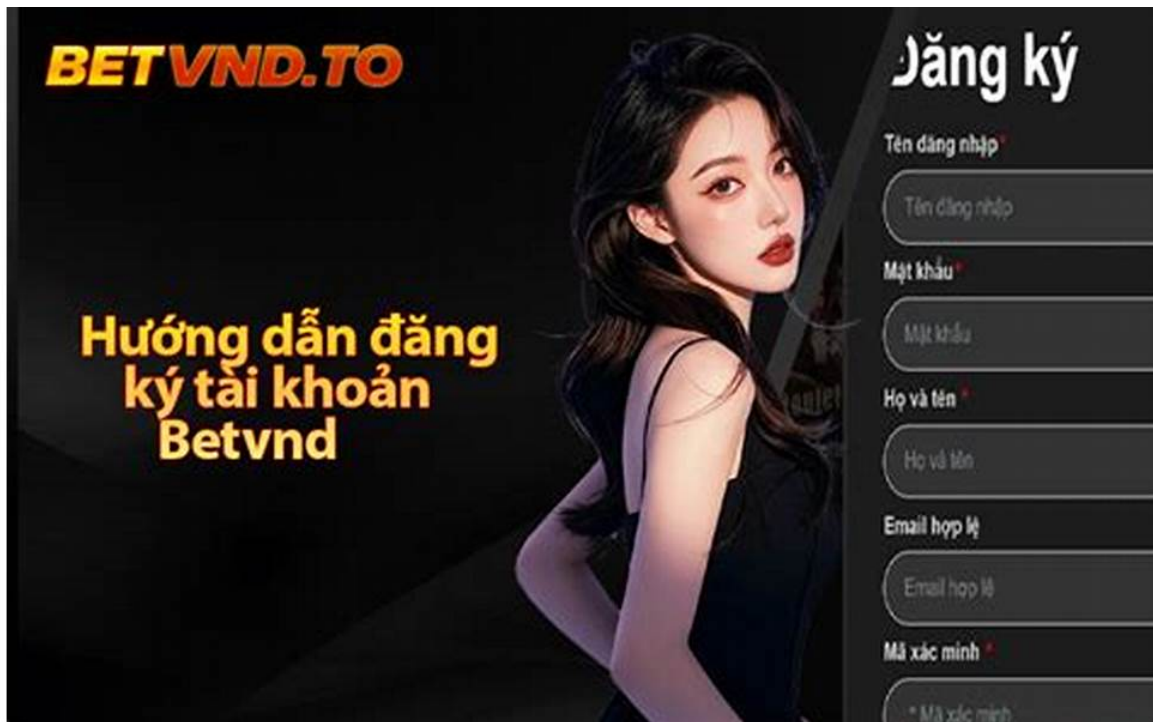 BETVND.TO
Hướng dẫn đăng
ký tài khoản
Betvnd
Đăng ký
Tên đăng nhập*
Tên đăng nhập
Mật khẩu*
Mật khẩu
Họ và tên *
Họ và tên
Email hợp lệ
Email hợp lê
Mã xác minh *
* Mã xác minh